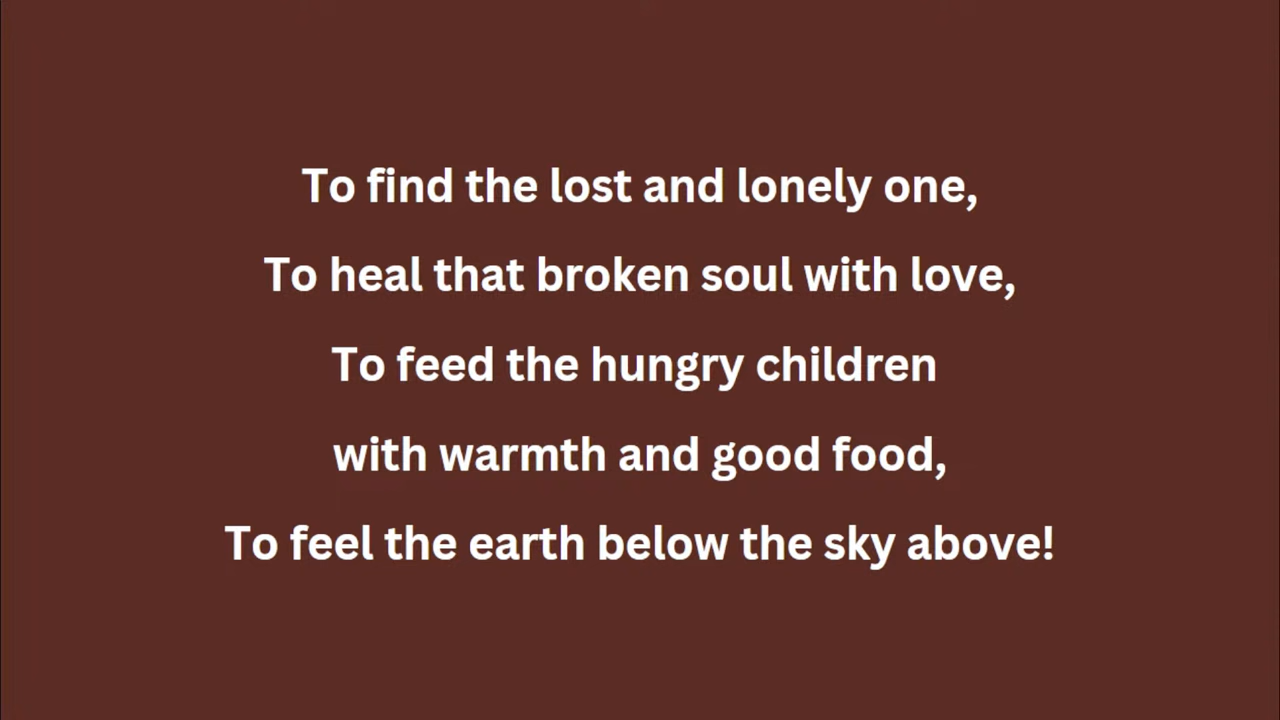 To find the lost and lonely one,
To heal that broken soul with love,
To feed the hungry children
with warmth and good food,
To feel the earth below the sky above!